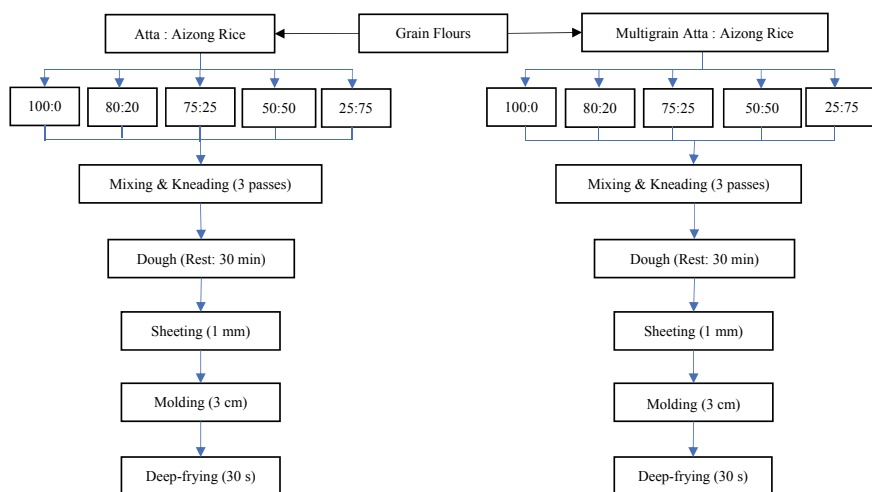 Atta : Aizong Rice
Grain Flours
Multigrain Atta : Aizong Rice
100:0
80:20
75:25
50:50
25:75
100:0
80:20
75:25
50:50
25:75
Mixing & Kneading (3 passes)
Mixing & Kneading (3 passes)
Dough (Rest: 30 min)
Dough (Rest: 30 min)
Sheeting (1 mm)
Sheeting (1 mm)
Molding (3 cm)
Molding (3 cm)
Deep-frying (30 s)
Deep-frying (30 s)